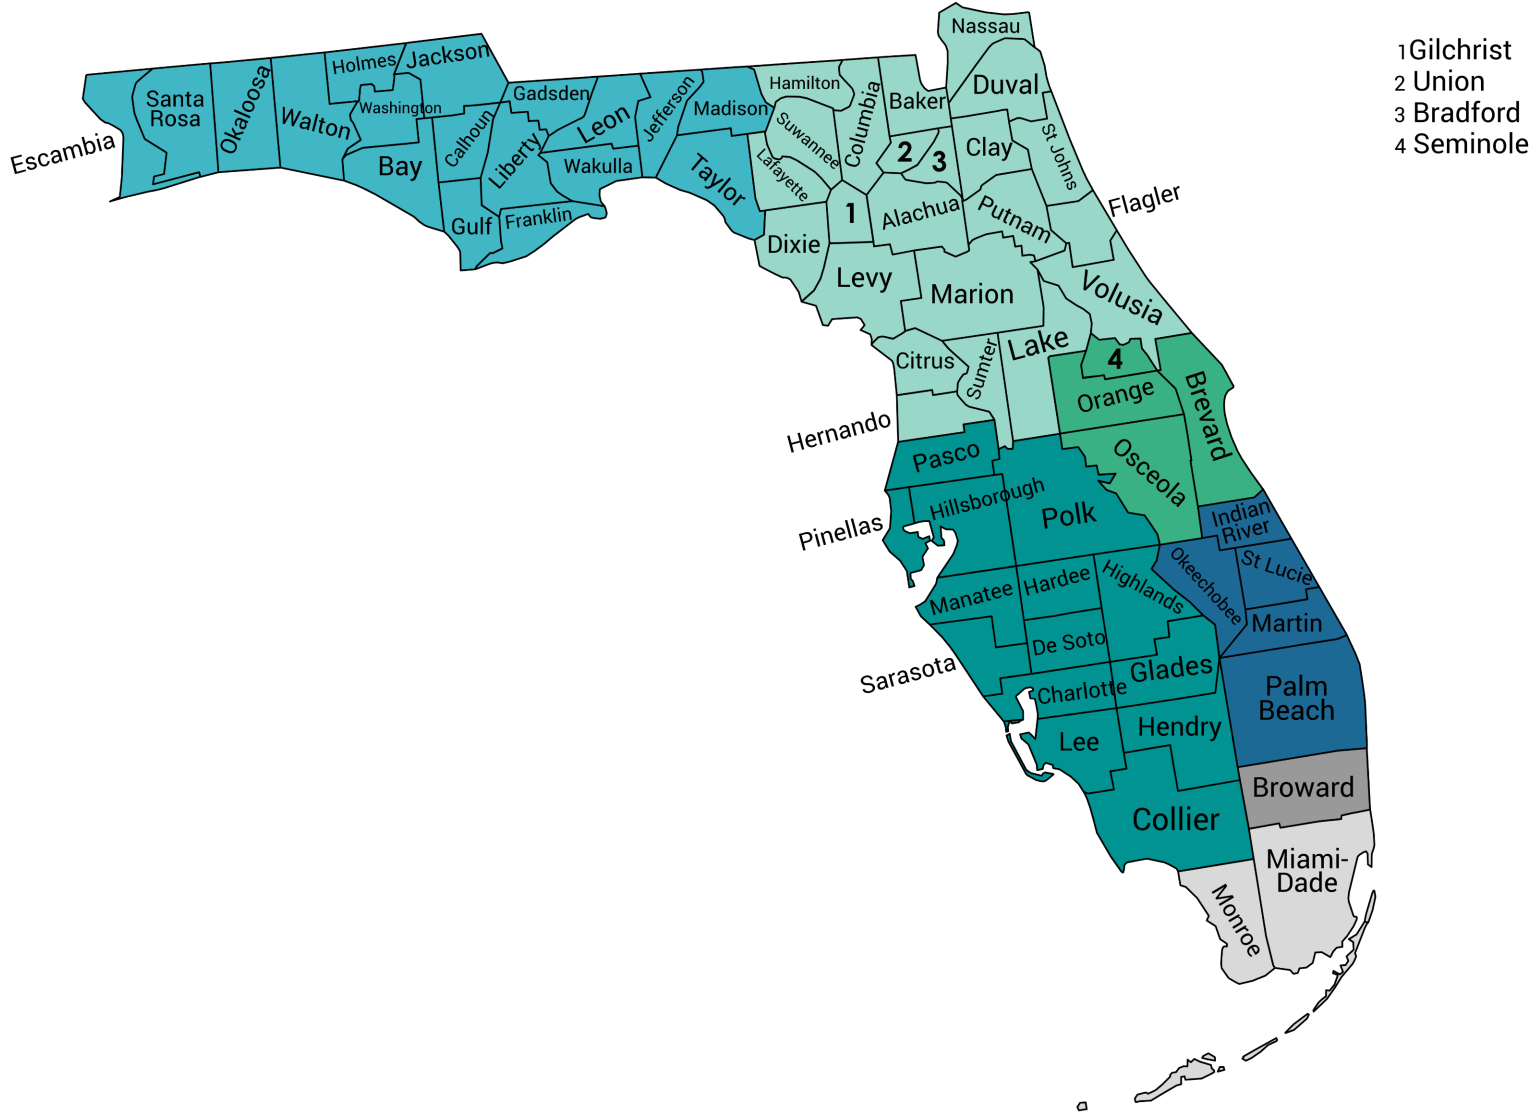 Nassau
1Gilchrist
2 Union
3 Bradford
4 Seminole
Holmes
Jackson
Hamilton
Duval
Santa
Rosa
Okaloosa
Walton
Washington
Gadsden
Leon
Jefferson
Madison
Suwannee
Columbia
Baker
Escambia
Bay
Calhoun
Liberty
Wakulla
Taylor
Lafayette
2
3
Clay
St Johns
Gulf
Franklin
Dixie
1
Alachua
Putnam
Flagler
Levy
Marion
Volusia
Citrus
Sumter
Lake
4
Orange
Brevard
Hernando
Pasco
Osceola
Pinellas
Hillsborough
Polk
Indian
River
Manatee
Hardee
Highlands
Okeechobee
St Lucie
Martin
De Soto
Sarasota
Charlotte
Glades
Palm
Beach
Lee
Hendry
Broward
Collier
Miami-
Dade
Monroe